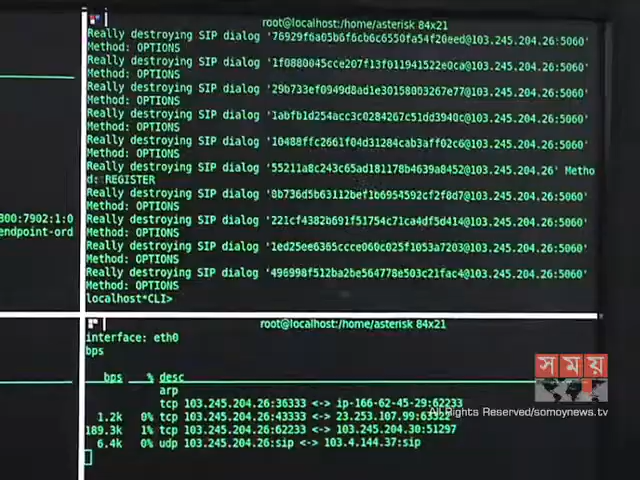 root@localhost:/home/asterisk 84x21
Really destroying SIP dialog '76929f6a05b6f6cb6c6550fa54f20eed@103.245.204.26:5060'
Method: OPTIONS
Really destroying SIP dialog '1f0880045cce207f13f011941522e0ca@103.245.204.26:5060'
Method: OPTIONS
Really destroying SIP dialog '29b733ef0949d8ad1e30158003267e77@103.245.204.26:5060'
Method: OPTIONS
Really destroying SIP dialog '1abfb1d254acc3c0284267c51dd3940c@103.245.204.26:5060'
Method: OPTIONS
Really destroying SIP dialog '10488ffc2661f04d31284cab3aff02c6@103.245.204.26:5060'
Method: OPTIONS
Really destroying SIP dialog '55211a8c243c65ad181178b4639a8452@103.245.204.26' Metho
d: REGISTER
Really destroying SIP dialog '8b736d5b63112bef1b6954592cf2f8d7@103.245.204.26:5060'
Method: OPTIONS
300:7902:1:0
Really destroying SIP dialog '221cf4382b691f51754c71ca4df5d414@103.245.204.26:5060'
endpoint-ord
Method: OPTIONS
Really destroying SIP dialog '1ed25ee6365ccce060c025f1053a7203@103.245.204.26:5060'
Method: OPTIONS
Really destroying SIP dialog '496998f512ba2be564778e503c21fac4@103.245.204.26:5060'
Method: OPTIONS
localhost*CLI>
root@localhost:/home/asterisk 84x21
interface: eth0
bps
bps % desc
arp
tcp 103.245.204.26:36333 <-> ip-166-62-45-29:62233
1.2k 0% tcp 103.245.204.26:43333 <-> 23.253.107.99:63322
189.3k 1% tcp 103.245.204.26:62233 <-> 103.245.204.30:51297
6.4k 0% udp 103.245.204.26:sip <-> 103.4.144.37:sip
সময়
All Rights Reserved/somoynews.tv